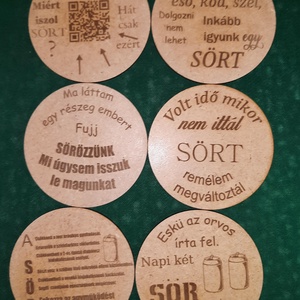 Miért
iszol
SÖRT
?
Hát
csak
ezért
eső, köd, szél,
Dolgozni
nem
lehet
Inkább
igyunk egy
SÖRT
Ma láttam
egy részeg embert
Fujj
SÖRÖZZÜNK
Mi úgysem isszuk
le magunkat
Volt idő mikor
nem ittál
SÖRT
remélem
megváltoztál
A
S
Ö
Eskü az orvos
írta fel.
Napi két
SÖR